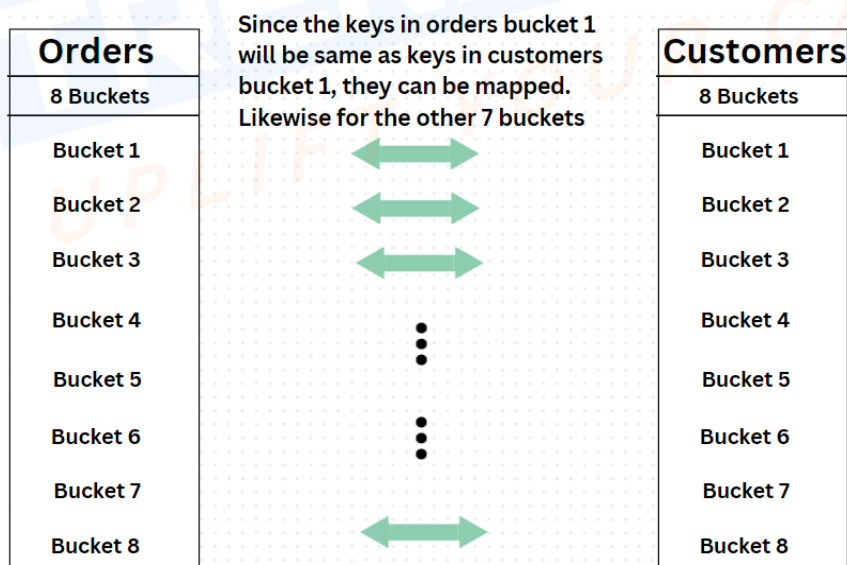 Orders
8 Buckets
Bucket 1
Bucket 2
Bucket 3
Bucket 4
Bucket 5
Bucket 6
Bucket 7
Bucket 8
Since the keys in orders bucket 1
will be same as keys in customers
bucket 1, they can be mapped.
Likewise for the other 7 buckets
Customers
8 Buckets
Bucket 1
Bucket 2
Bucket 3
Bucket 4
Bucket 5
Bucket 6
Bucket 7
Bucket 8
UPLIFT YOUR